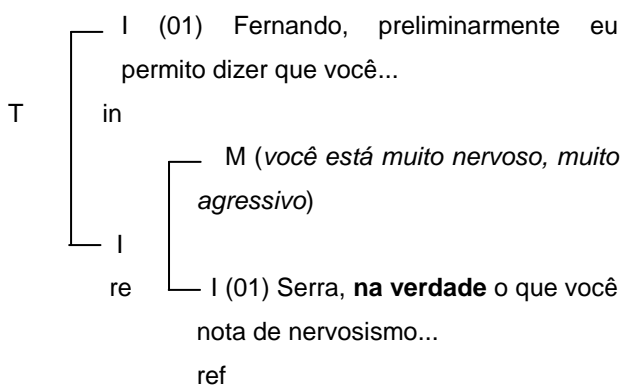 I (01) Fernando, preliminarmente eu
permito dizer que você...
T in
M (você está muito nervoso, muito
agressivo)
I
re I (01) Serra, na verdade o que você
nota de nervosismo...
ref